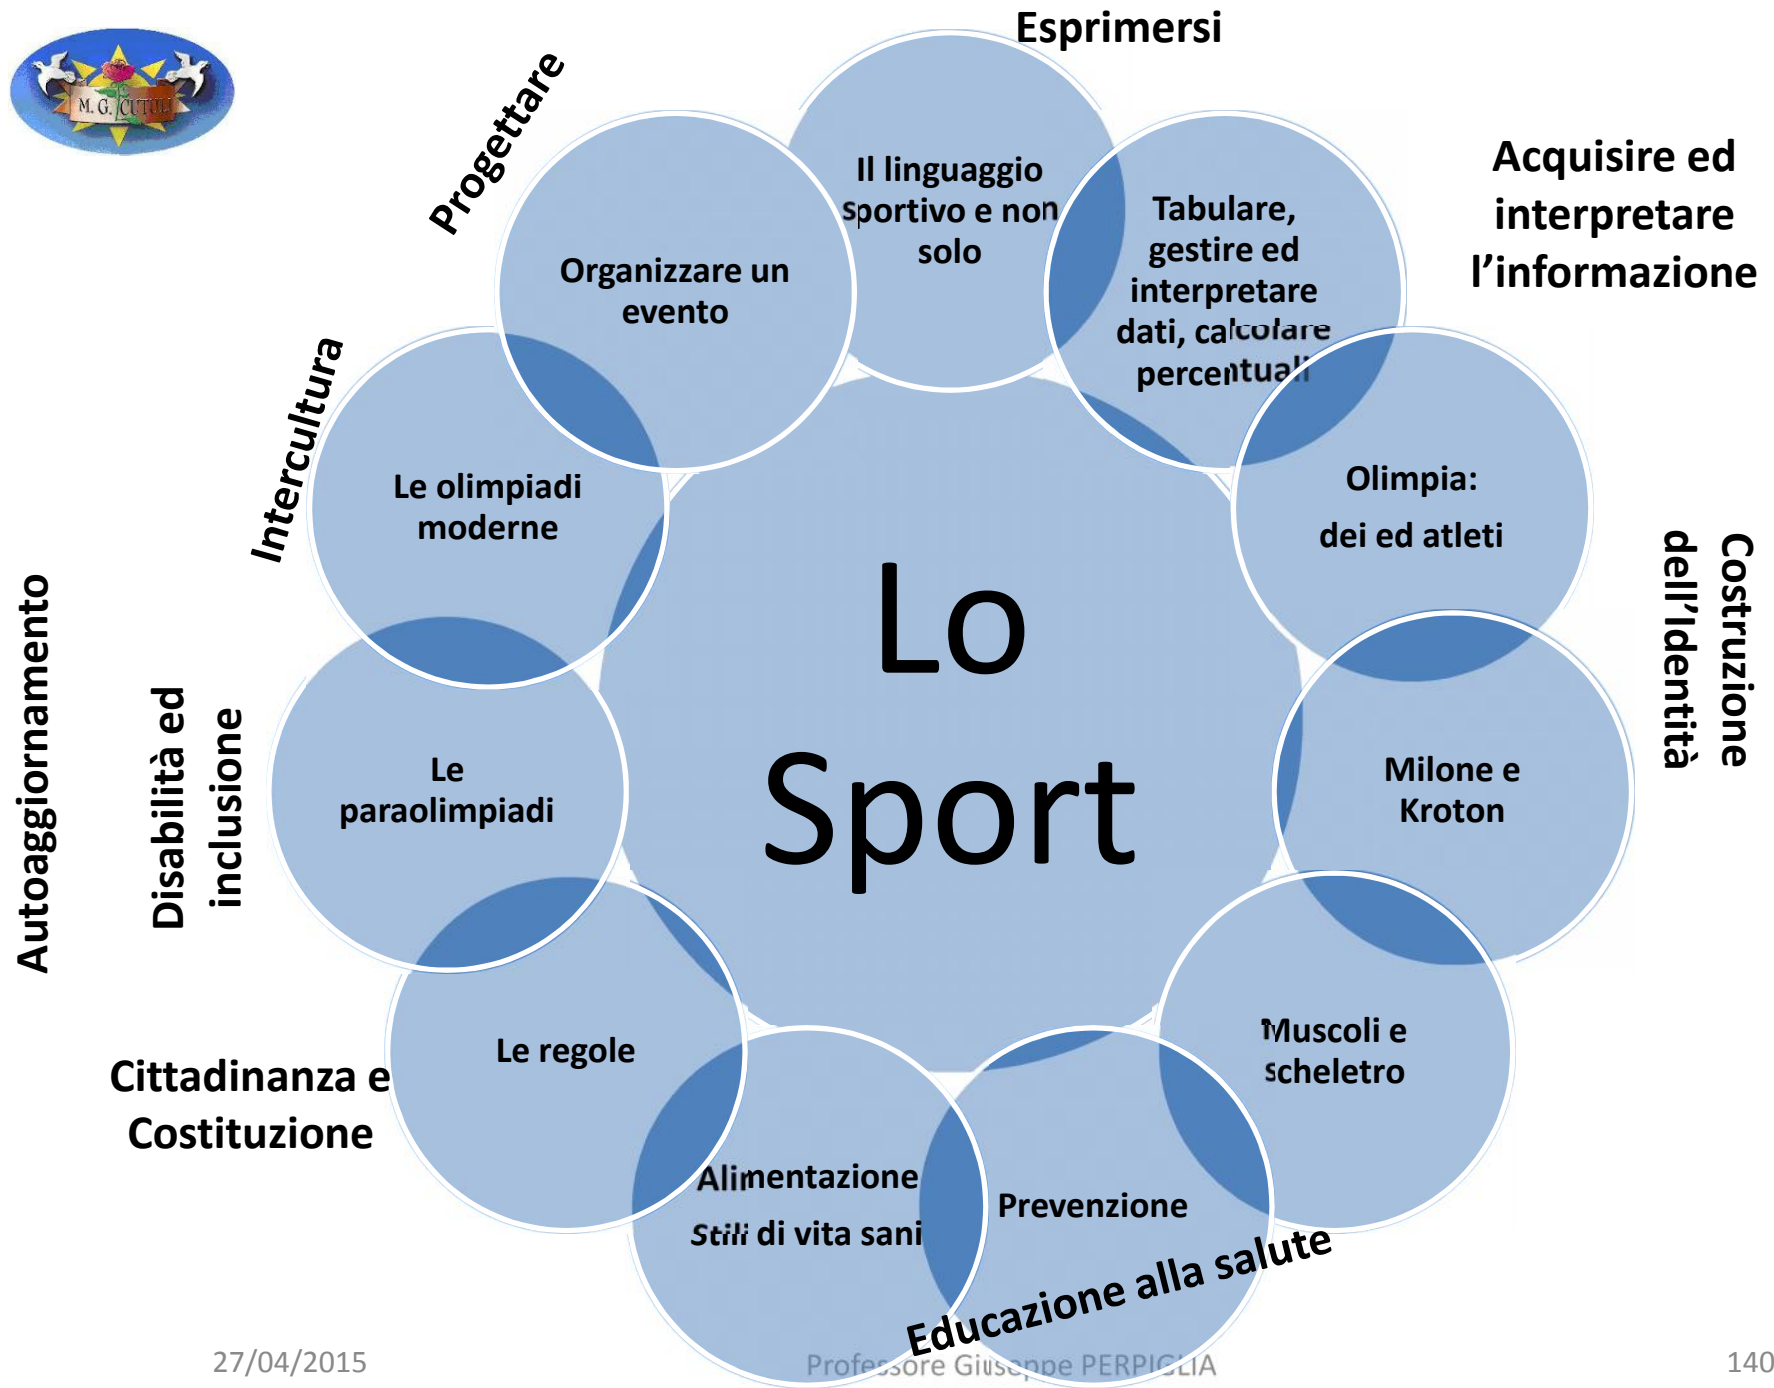 Esprimersi
M. G. CUTULI
Progettare
Il linguaggio
sportivo e non
solo
Tabulare,
gestire ed
interpretare
dati, calcolare
percentuali
Acquisire ed
interpretare
l’informazione
Organizzare un
evento
Intercultura
Le olimpiadi
moderne
Olimpia:
dei ed atleti
Lo
Sport
Costruzione
dell’Identità
Autoaggiornamento
Disabilità ed
inclusione
Le
paraolimpiadi
Milone e
Kroton
Le regole
Muscoli e
scheletro
Cittadinanza e
Costituzione
Alimentazione
Stili di vita sani
Prevenzione
Educazione alla salute
27/04/2015
Professore Giuseppe PERPIGLIA
140